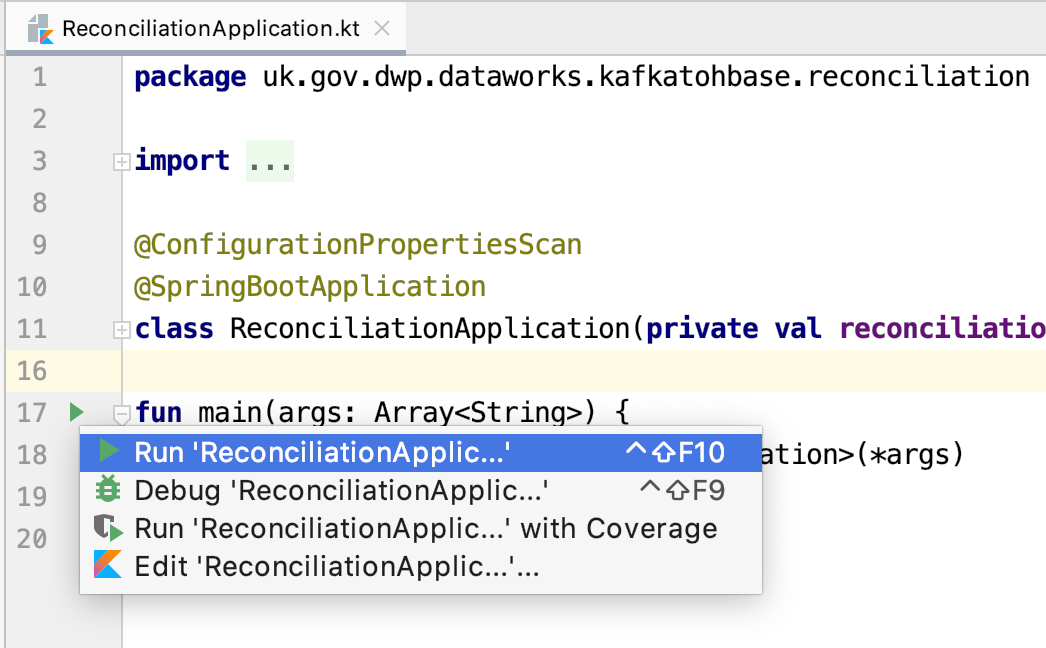 ReconciliationApplication.kt
1 package uk.gov.dwp.dataworks.kafkatohbase.reconciliation
2
3 import ...
8
9 @ConfigurationPropertiesScan
10 @SpringBootApplication
11 class ReconciliationApplication(private val reconciliatio
16
17 fun main(args: Array<String>) {
18 ation>(*args)
19
20
Run 'ReconciliationApplic...' ^⇧F10
Debug 'ReconciliationApplic...' ^⇧F9
Run 'ReconciliationApplic...' with Coverage
Edit 'ReconciliationApplic...'...